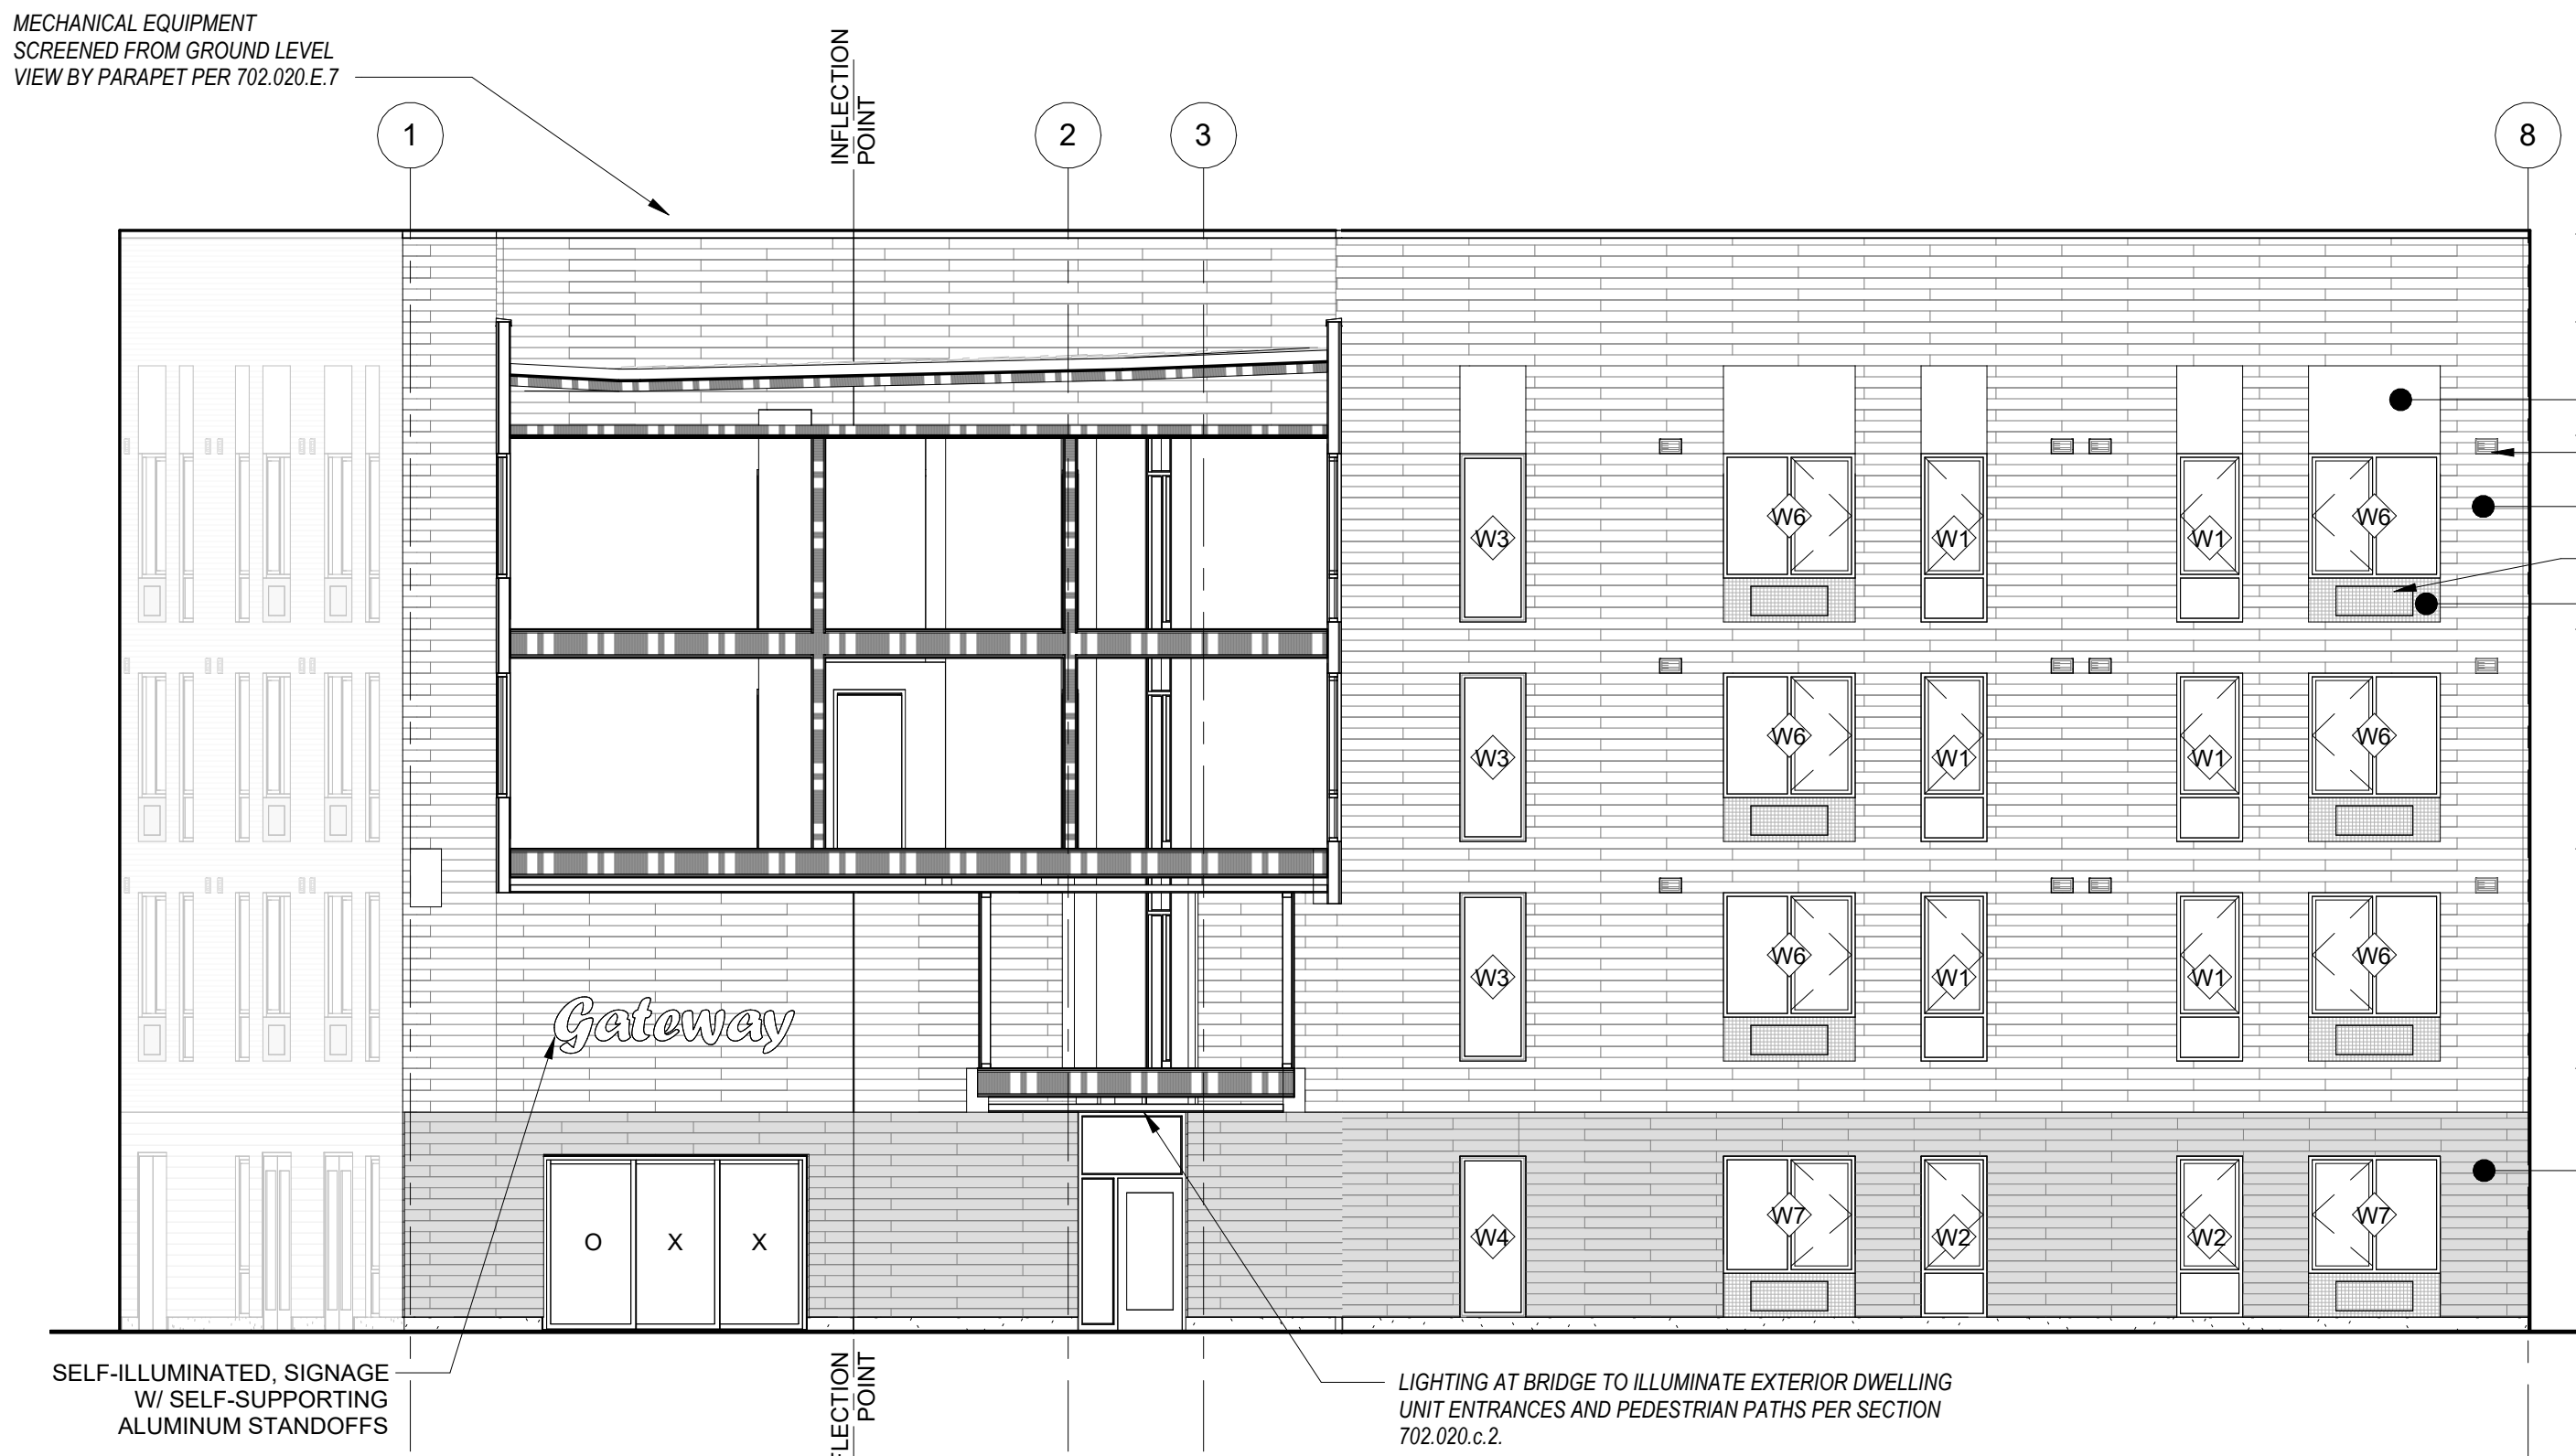 MECHANICAL EQUIPMENT
SCREENED FROM GROUND LEVEL
VIEW BY PARAPET PER 702.020.E.7
INFLECTION
POINT
1
2
3
8
W3
W6
W1
W1
W6
W3
W6
W1
W1
W6
W3
W6
W1
W1
W6
Gateway
O
X
X
W4
W7
W2
W2
W7
SELF-ILLUMINATED, SIGNAGE
W/ SELF-SUPPORTING
ALUMINUM STANDOFFS
FLECTION
POINT
LIGHTING AT BRIDGE TO ILLUMINATE EXTERIOR DWELLING
UNIT ENTRANCES AND PEDESTRIAN PATHS PER SECTION
702.020.c.2.